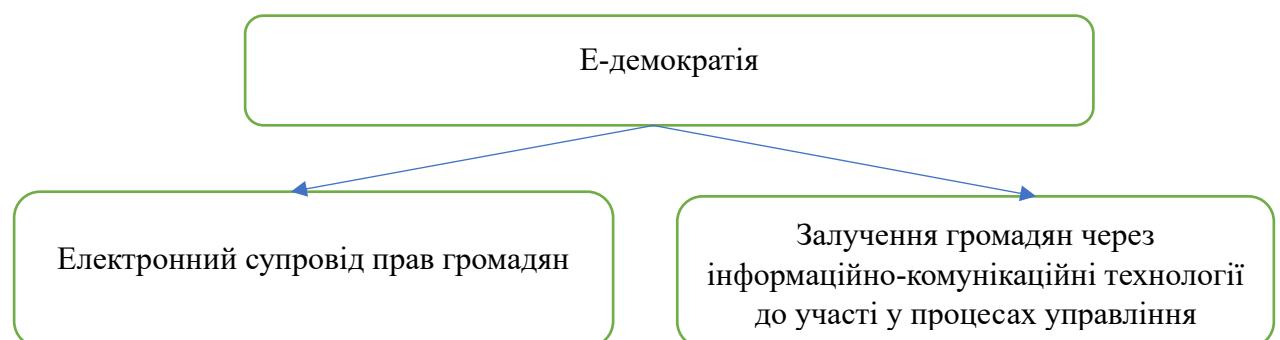 Е-демократія
Електронний супровід прав громадян
Залучення громадян через
інформаційно-комунікаційні технології
до участі у процесах управління